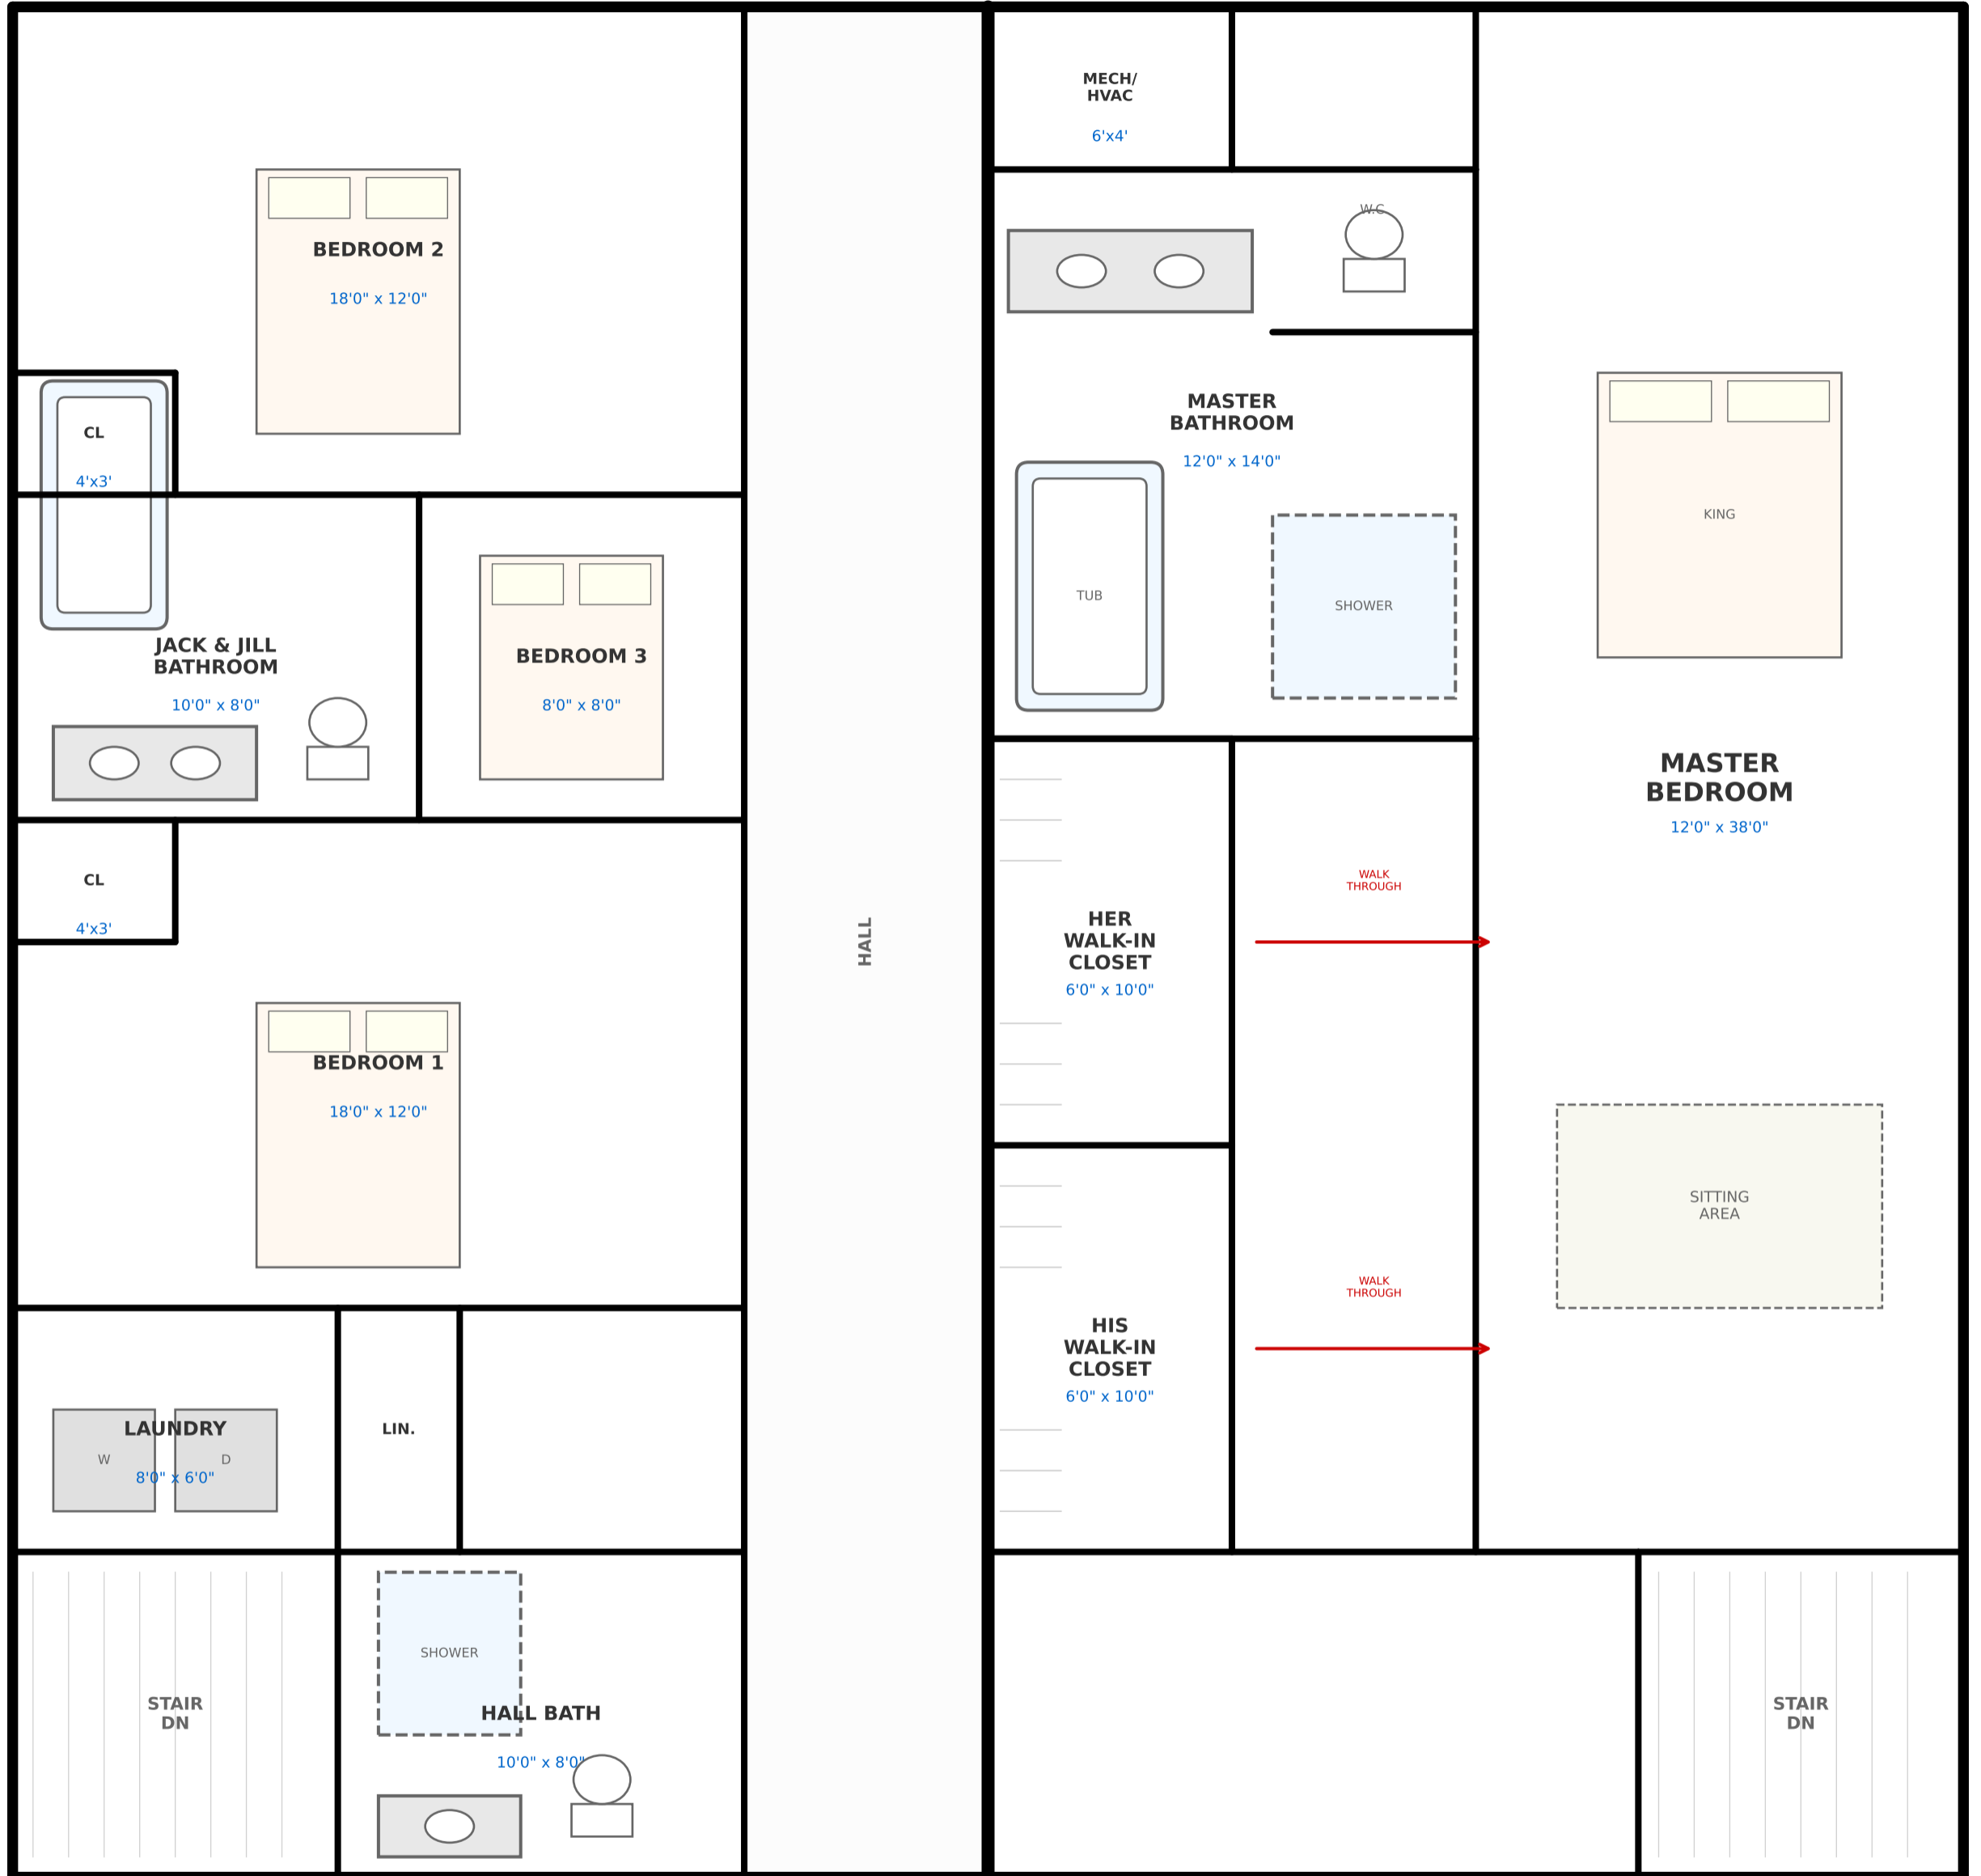 MECH/
HVAC
6'x4'
W.C
BEDROOM 2
18'0" x 12'0"
CL
4'x3'
MASTER
BATHROOM
12'0" x 14'0"
KING
TUB
SHOWER
JACK & JILL
BATHROOM
10'0" x 8'0"
BEDROOM 3
8'0" x 8'0"
MASTER
BEDROOM
12'0" x 38'0"
CL
4'x3'
HALL
HER
WALK-IN
CLOSET
6'0" x 10'0"
WALK
THROUGH
BEDROOM 1
18'0" x 12'0"
SITTING
AREA
HIS
WALK-IN
CLOSET
6'0" x 10'0"
WALK
THROUGH
LAUNDRY
W
D
8'0" x 6'0"
LIN.
SHOWER
STAIR
DN
HALL BATH
10'0" x 8'0"
STAIR
DN